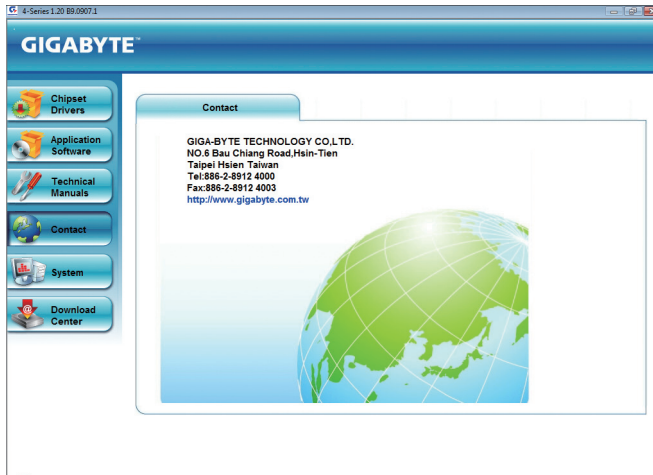 4-Series 1.20 B9.0907.1
GIGABYTE™
Chipset
Drivers
Application
Software
Technical
Manuals
Contact
System
Download
Center
Contact
GIGA-BYTE TECHNOLOGY CO,LTD.
NO.6 Bau Chiang Road,Hsin-Tien
Taipei Hsien Taiwan
Tel:886-2-8912 4000
Fax:886-2-8912 4003
http://www.gigabyte.com.tw